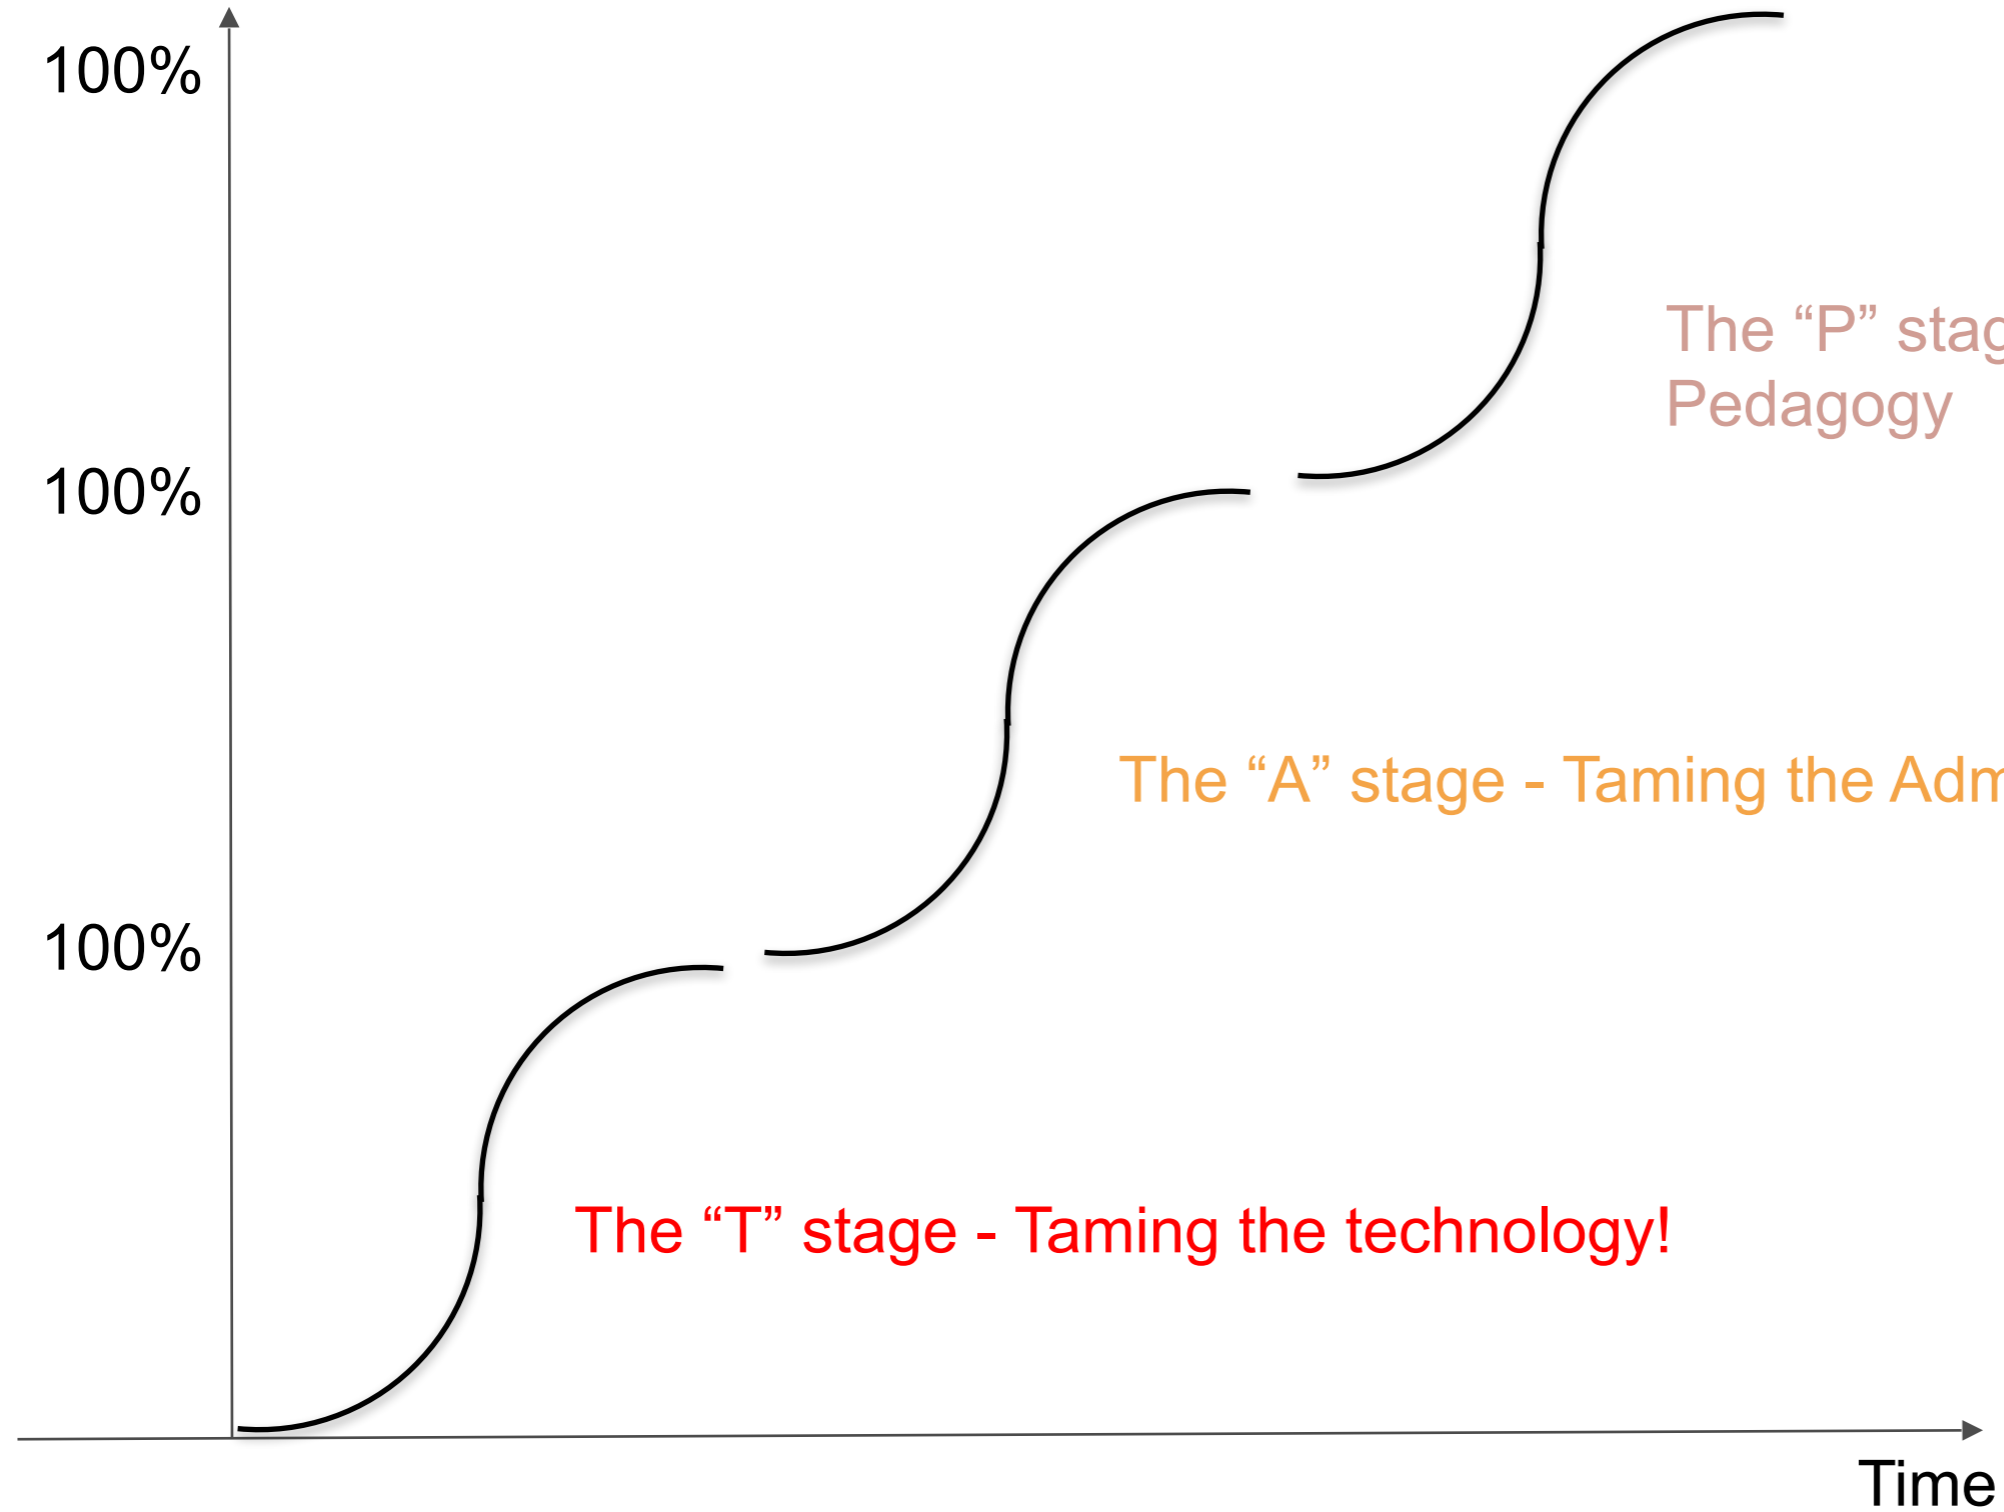 100%
The “P” stag
Pedagogy
100%
The “A” stage - Taming the Adm
100%
The “T” stage - Taming the technology!
Time